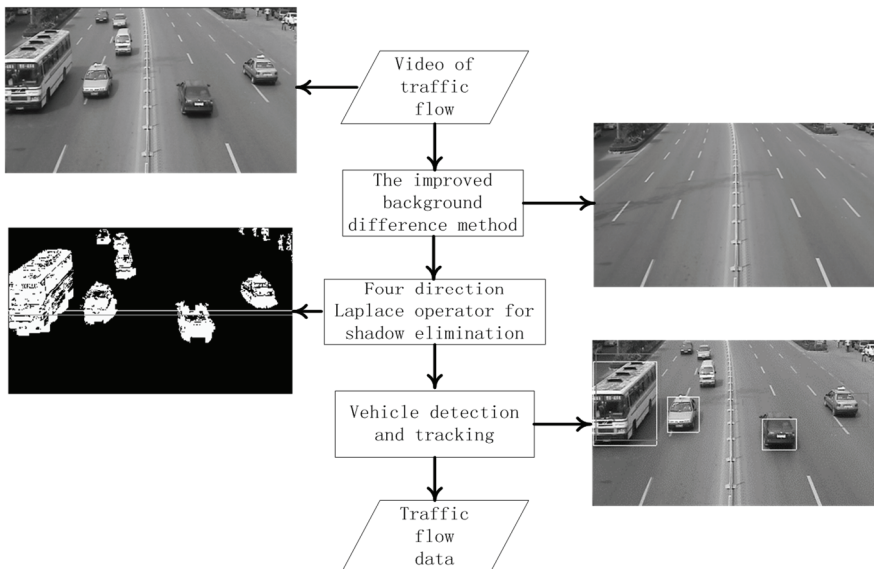 Video of
traffic
flow
The improved
background
difference method
Four direction
Laplace operator for
shadow elimination
Vehicle detection
and tracking
Traffic
flow
data